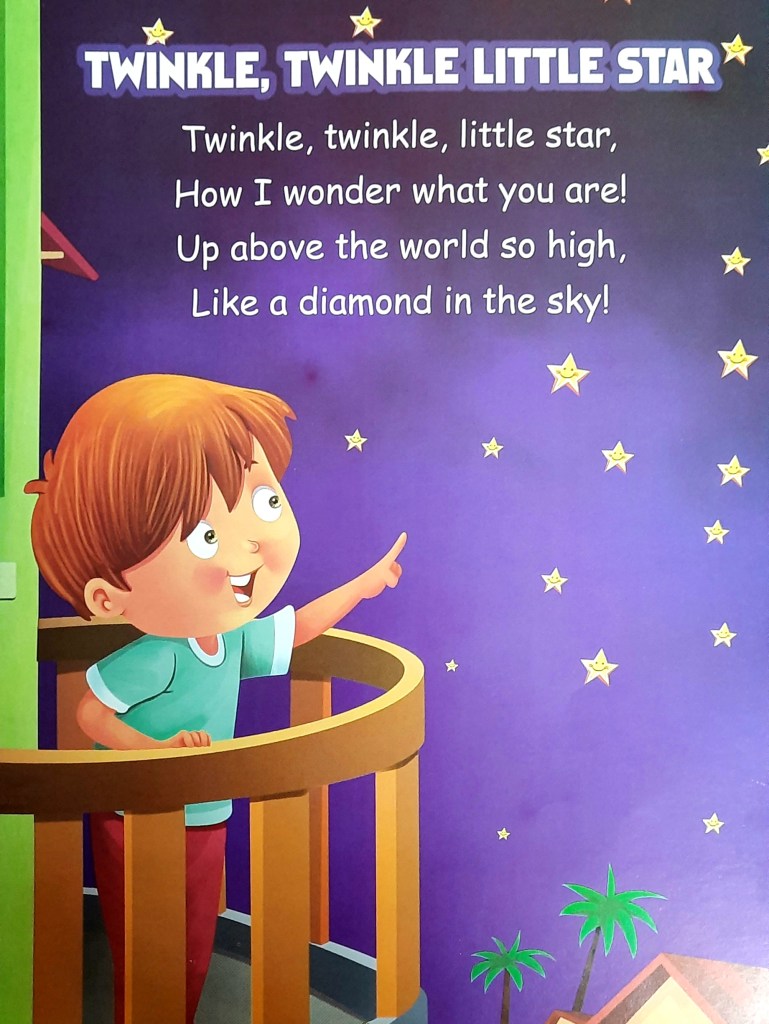 TWINKLE, TWINKLE LITTLE STAR
Twinkle, twinkle, little star,
How I wonder what you are!
Up above the world so high,
Like a diamond in the sky!